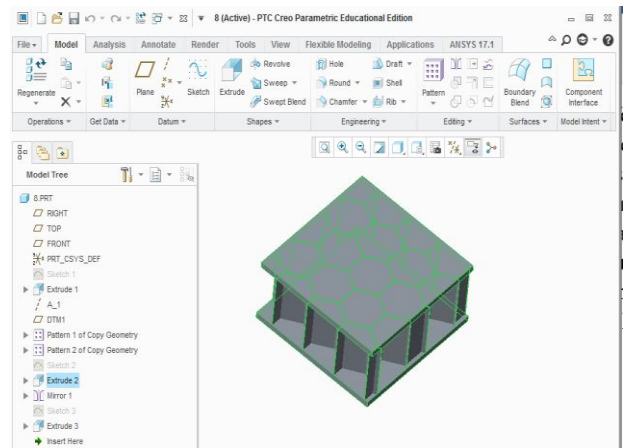 8 (Active) - PTC Creo Parametric Educational Edition
File Model Analysis Annotate Render Tools View Flexible Modeling Applications ANSYS 17.1
Regenerate
Plane
Sketch
Extrude
Revolve
Sweep
Swept Blend
Hole
Round
Chamfer
Draft
Shell
Rib
Pattern
Boundary Blend
Component Interface
Operations Get Data Datum Shapes Engineering Editing Surfaces Model Intent
Model Tree
8.PRT
RIGHT
TOP
FRONT
PRT_CSYS_DEF
Sketch 1
Extrude 1
A_1
DTM1
Pattern 1 of Copy Geometry
Pattern 2 of Copy Geometry
Sketch 2
Extrude 2
Mirror 1
Sketch 3
Extrude 3
Insert Here